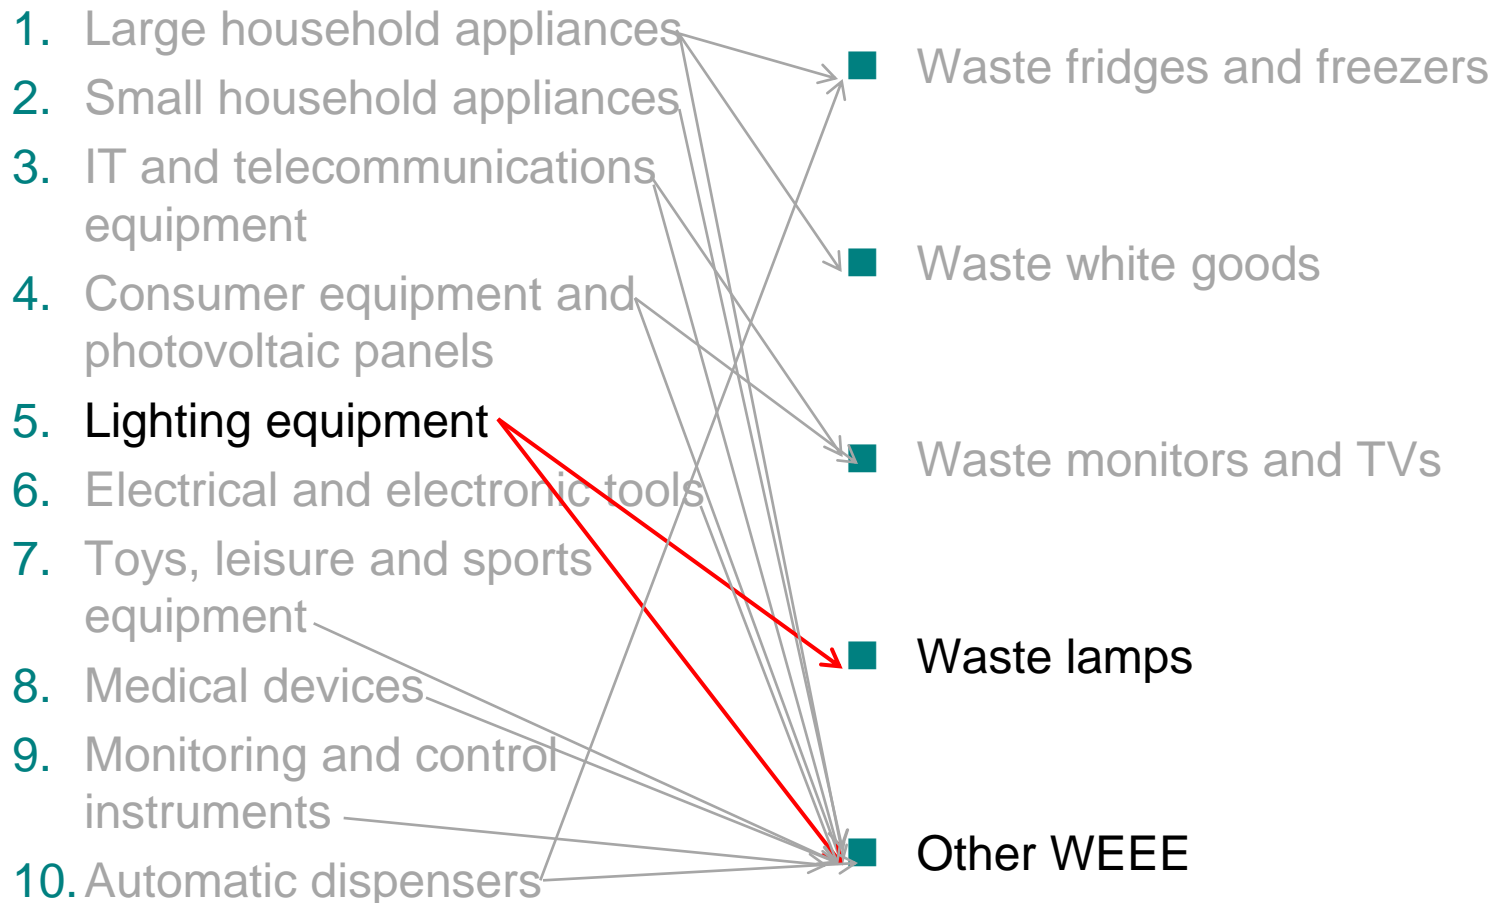 1. Large household appliances
2. Small household appliances
3. IT and telecommunications
equipment
4. Consumer equipment and
photovoltaic panels
5. Lighting equipment
6. Electrical and electronic tools
7. Toys, leisure and sports
equipment
8. Medical devices
9. Monitoring and control
instruments
10. Automatic dispensers
Waste fridges and freezers
Waste white goods
Waste monitors and TVs
Waste lamps
Other WEEE